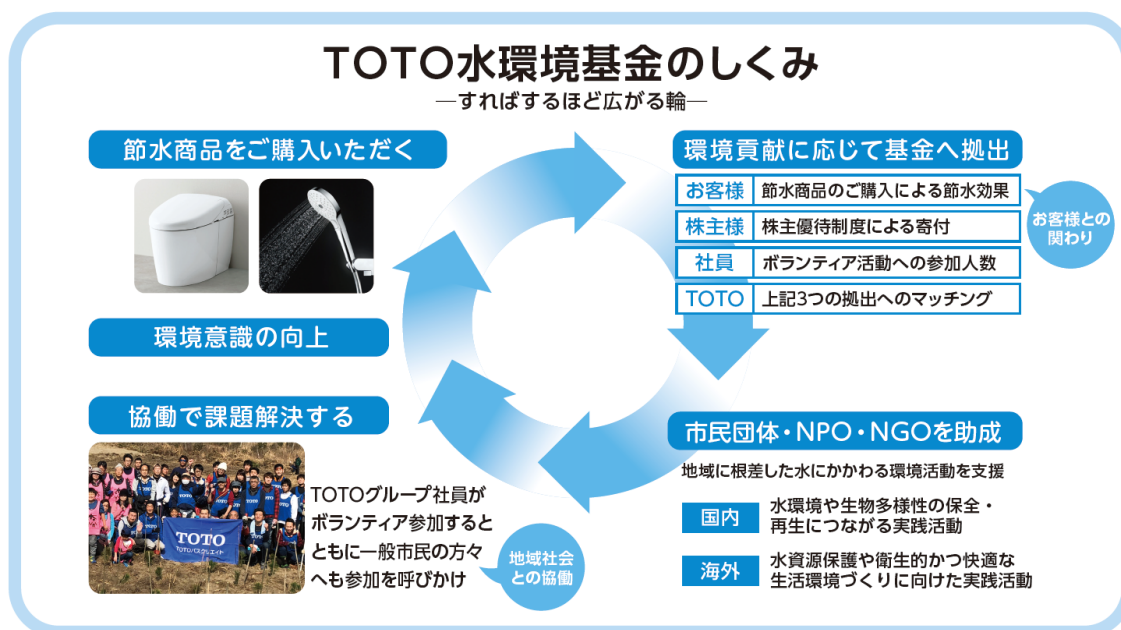 TOTO水環境基金のしくみ
―すればするほど広がる輪―
節水商品をご購入いただく
環境貢献に応じて基金へ拠出
お客様 節水商品のご購入による節水効果
株主様 株主優待制度による寄付
社員 ボランティア活動への参加人数
TOTO 上記3つの拠出へのマッチング
お客様との
関わり
市民団体・NPO・NGOを助成
地域に根差した水にかかわる環境活動を支援
国内
水環境や生物多様性の保全・
再生につながる実践活動
海外
水資源保護や衛生的かつ快適な
生活環境づくりに向けた実践活動
協働で課題解決する
TOTOグループ社員が
ボランティア参加すると
ともに一般市民の方々
へも参加を呼びかけ
地域社会
との協働
TOTO
TOTOバスクリエイト
環境意識の向上